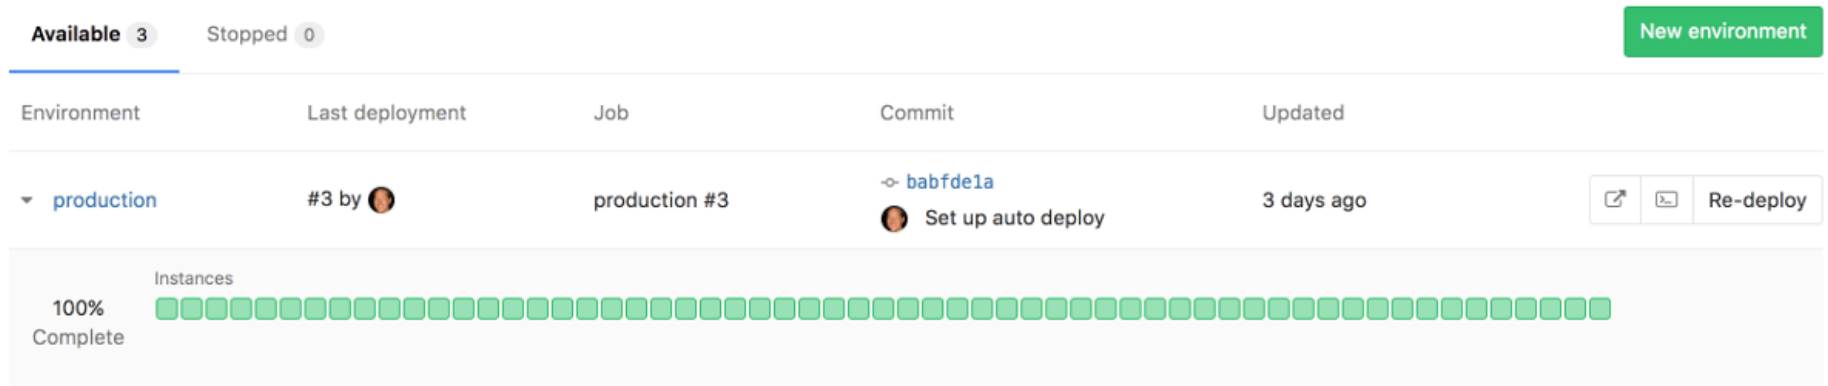 Available 3 Stopped 0 New environment
Environment Last deployment Job Commit Updated
production #3 by production #3 babfde1a 3 days ago Re-deploy
Set up auto deploy
Instances
100%
Complete